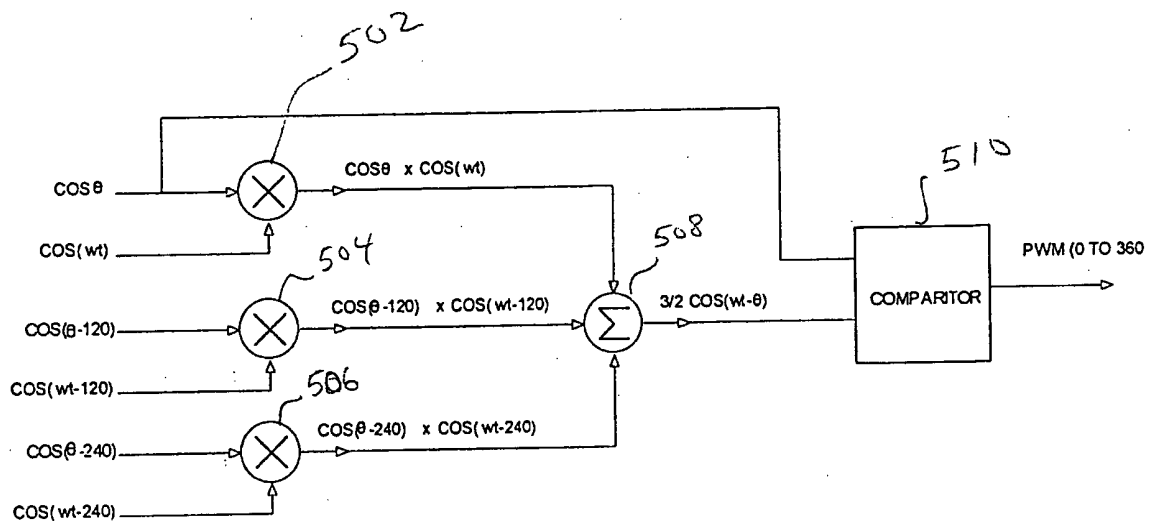 502
COSθ x COS(wt)
COSθ
510
COS(wt)
504
508
PWM (0 TO 360
COS(θ-120) x COS(wt-120)
3/2 COS(wt-θ)
COMPARITOR
COS(θ-120)
Σ
COS(wt-120)
506
COS(θ-240) x COS(wt-240)
COS(θ-240)
COS(wt-240)